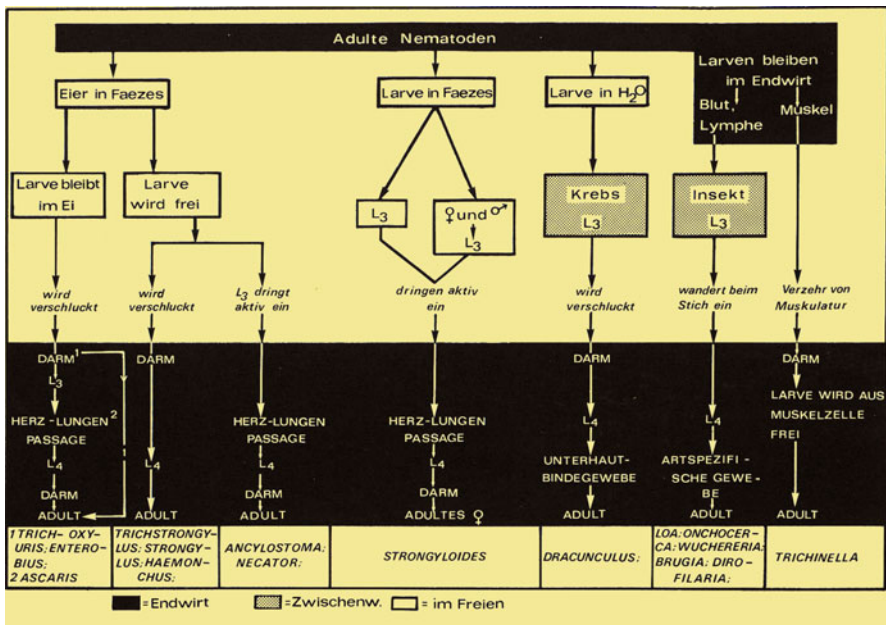 Adulte Nematoden
Larven bleiben
im Endwirt
Blut,
Lymphe
Muskel
Eier in Faezes
Larve in Faezes
Larve in H2O
Larve bleibt
im Ei
Larve
wird frei
L3
♀ und ♂
L3
Krebs
L3
Insekt
L3
wird
verschluckt
wird
verschluckt
L3 dringt
aktiv ein
dringen aktiv
ein
wird
verschluckt
wandert beim
Stich ein
Verzehr von
Muskulatur
DARM1
L3
HERZ-LUNGEN2
PASSAGE
L4
DARM
ADULT
1
DARM
L4
ADULT
HERZ-LUNGEN
PASSAGE
L4
DARM
ADULT
HERZ-LUNGEN
PASSAGE
L4
DARM
ADULTES ♀
DARM
L4
UNTERHAUT-
BINDEGEWEBE
ADULT
L4
ARTSPEZIFI-
SCHE GEWE-
BE
ADULT
DARM
LARVE WIRD AUS
MUSKELZELLE
FREI
ADULT
1 TRICH- OXY-
URIS; ENTERO-
BIUS;
2 ASCARIS
TRICHSTRONGY-
LUS; STRONGY-
LUS; HAEMON-
CHUS;
ANCYLOSTOMA;
NECATOR;
STRONGYLOIDES
DRACUNCULUS;
LOA; ONCHOCER-
CA; WUCHERERIA;
BRUGIA; DIRO-
FILARIA;
TRICHINELLA
=Endwirt =Zwischenw. = im Freien